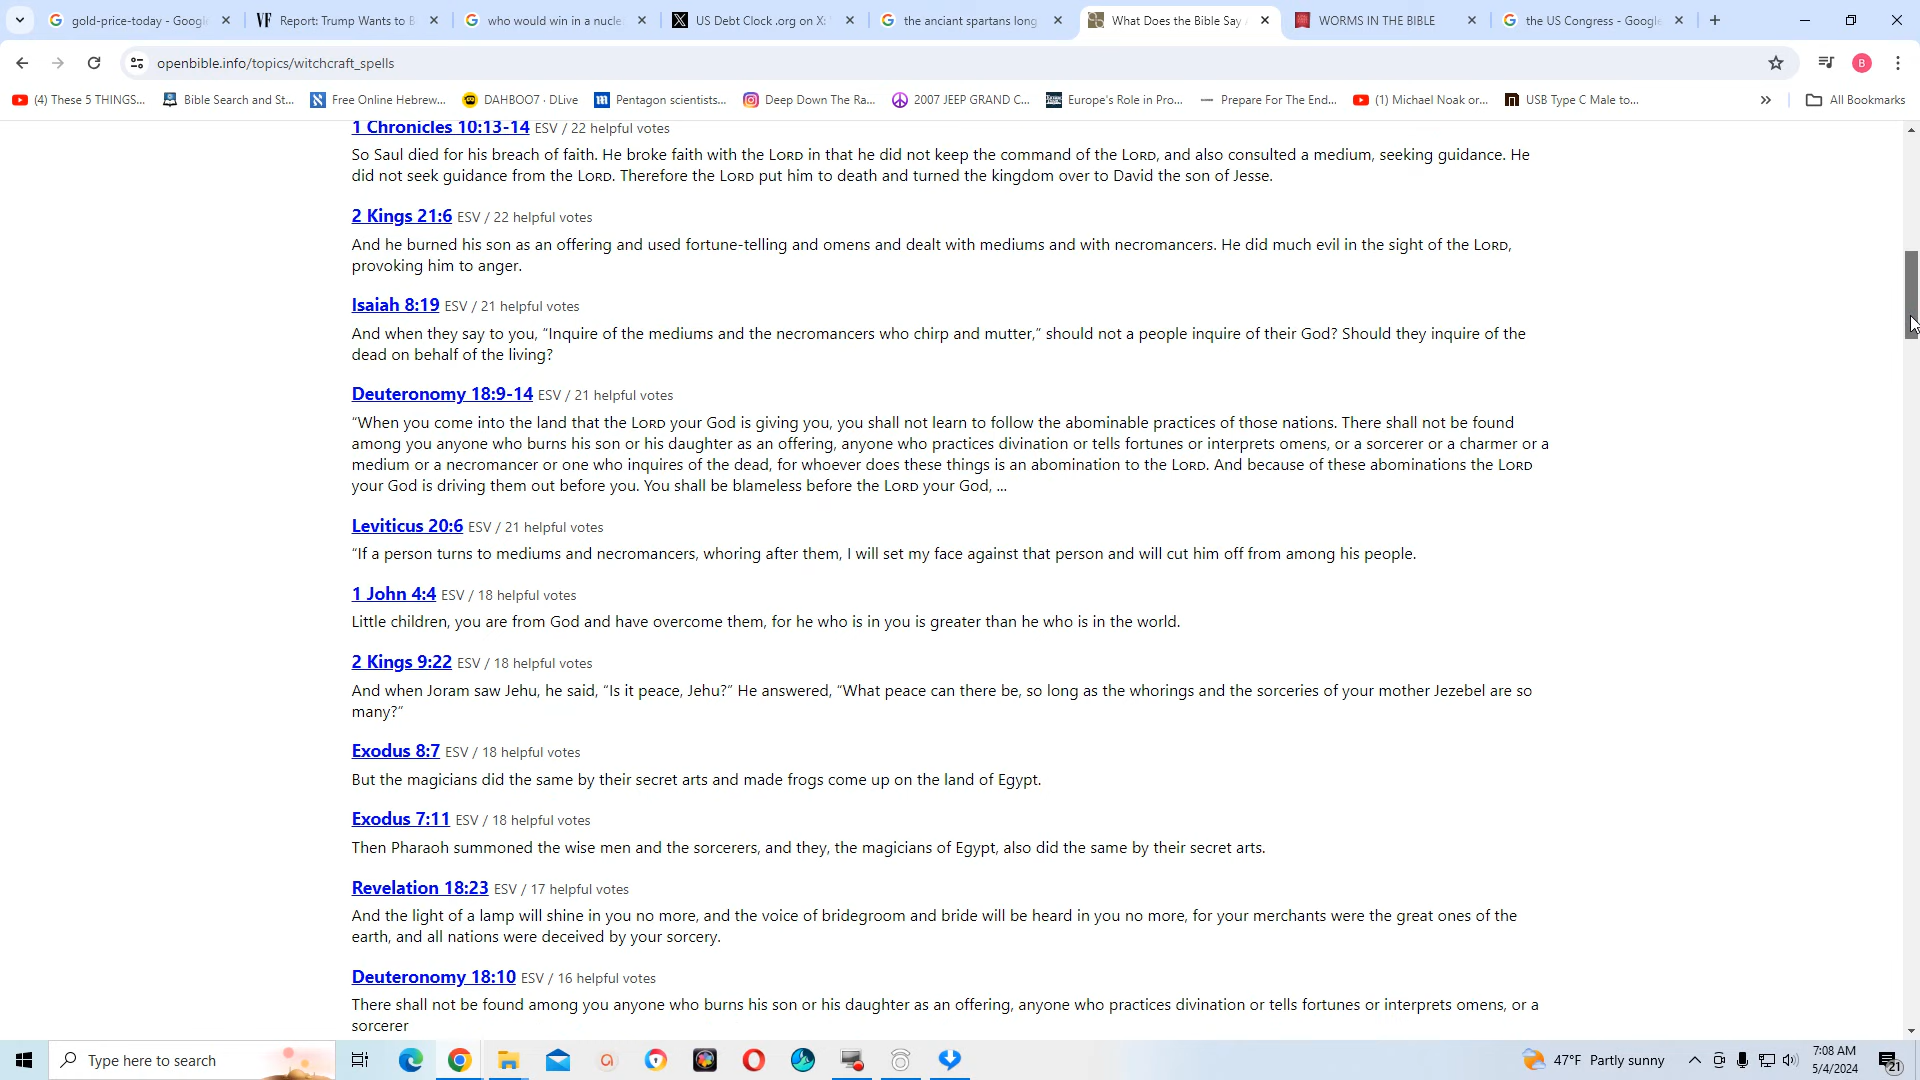 gold-price-today - Google
Report: Trump Wants to B
who would win in a nucle
US Debt Clock .org on X:
the anciant spartans long
What Does the Bible Say
WORMS IN THE BIBLE
the US Congress - Google
openbible.info/topics/witchcraft_spells
B
(4) These 5 THINGS...
Bible Search and St...
Free Online Hebrew...
DAHBOO7 · DLive
Pentagon scientists...
Deep Down The Ra...
2007 JEEP GRAND C...
Europe's Role in Pro...
Prepare For The End...
(1) Michael Noak or...
USB Type C Male to...
»
All Bookmarks
1 Chronicles 10:13-14 ESV / 22 helpful votes
So Saul died for his breach of faith. He broke faith with the LORD in that he did not keep the command of the LORD, and also consulted a medium, seeking guidance. He
did not seek guidance from the LORD. Therefore the LORD put him to death and turned the kingdom over to David the son of Jesse.
2 Kings 21:6 ESV / 22 helpful votes
And he burned his son as an offering and used fortune-telling and omens and dealt with mediums and with necromancers. He did much evil in the sight of the LORD,
provoking him to anger.
Isaiah 8:19 ESV / 21 helpful votes
And when they say to you, “Inquire of the mediums and the necromancers who chirp and mutter,” should not a people inquire of their God? Should they inquire of the
dead on behalf of the living?
Deuteronomy 18:9-14 ESV / 21 helpful votes
“When you come into the land that the LORD your God is giving you, you shall not learn to follow the abominable practices of those nations. There shall not be found
among you anyone who burns his son or his daughter as an offering, anyone who practices divination or tells fortunes or interprets omens, or a sorcerer or a charmer or a
medium or a necromancer or one who inquires of the dead, for whoever does these things is an abomination to the LORD. And because of these abominations the LORD
your God is driving them out before you. You shall be blameless before the LORD your God, ...
Leviticus 20:6 ESV / 21 helpful votes
“If a person turns to mediums and necromancers, whoring after them, I will set my face against that person and will cut him off from among his people.
1 John 4:4 ESV / 18 helpful votes
Little children, you are from God and have overcome them, for he who is in you is greater than he who is in the world.
2 Kings 9:22 ESV / 18 helpful votes
And when Joram saw Jehu, he said, “Is it peace, Jehu?” He answered, “What peace can there be, so long as the whorings and the sorceries of your mother Jezebel are so
many?”
Exodus 8:7 ESV / 18 helpful votes
But the magicians did the same by their secret arts and made frogs come up on the land of Egypt.
Exodus 7:11 ESV / 18 helpful votes
Then Pharaoh summoned the wise men and the sorcerers, and they, the magicians of Egypt, also did the same by their secret arts.
Revelation 18:23 ESV / 17 helpful votes
And the light of a lamp will shine in you no more, and the voice of bridegroom and bride will be heard in you no more, for your merchants were the great ones of the
earth, and all nations were deceived by your sorcery.
Deuteronomy 18:10 ESV / 16 helpful votes
There shall not be found among you anyone who burns his son or his daughter as an offering, anyone who practices divination or tells fortunes or interprets omens, or a
sorcerer
Type here to search
47°F Partly sunny
7:08 AM
5/4/2024
21